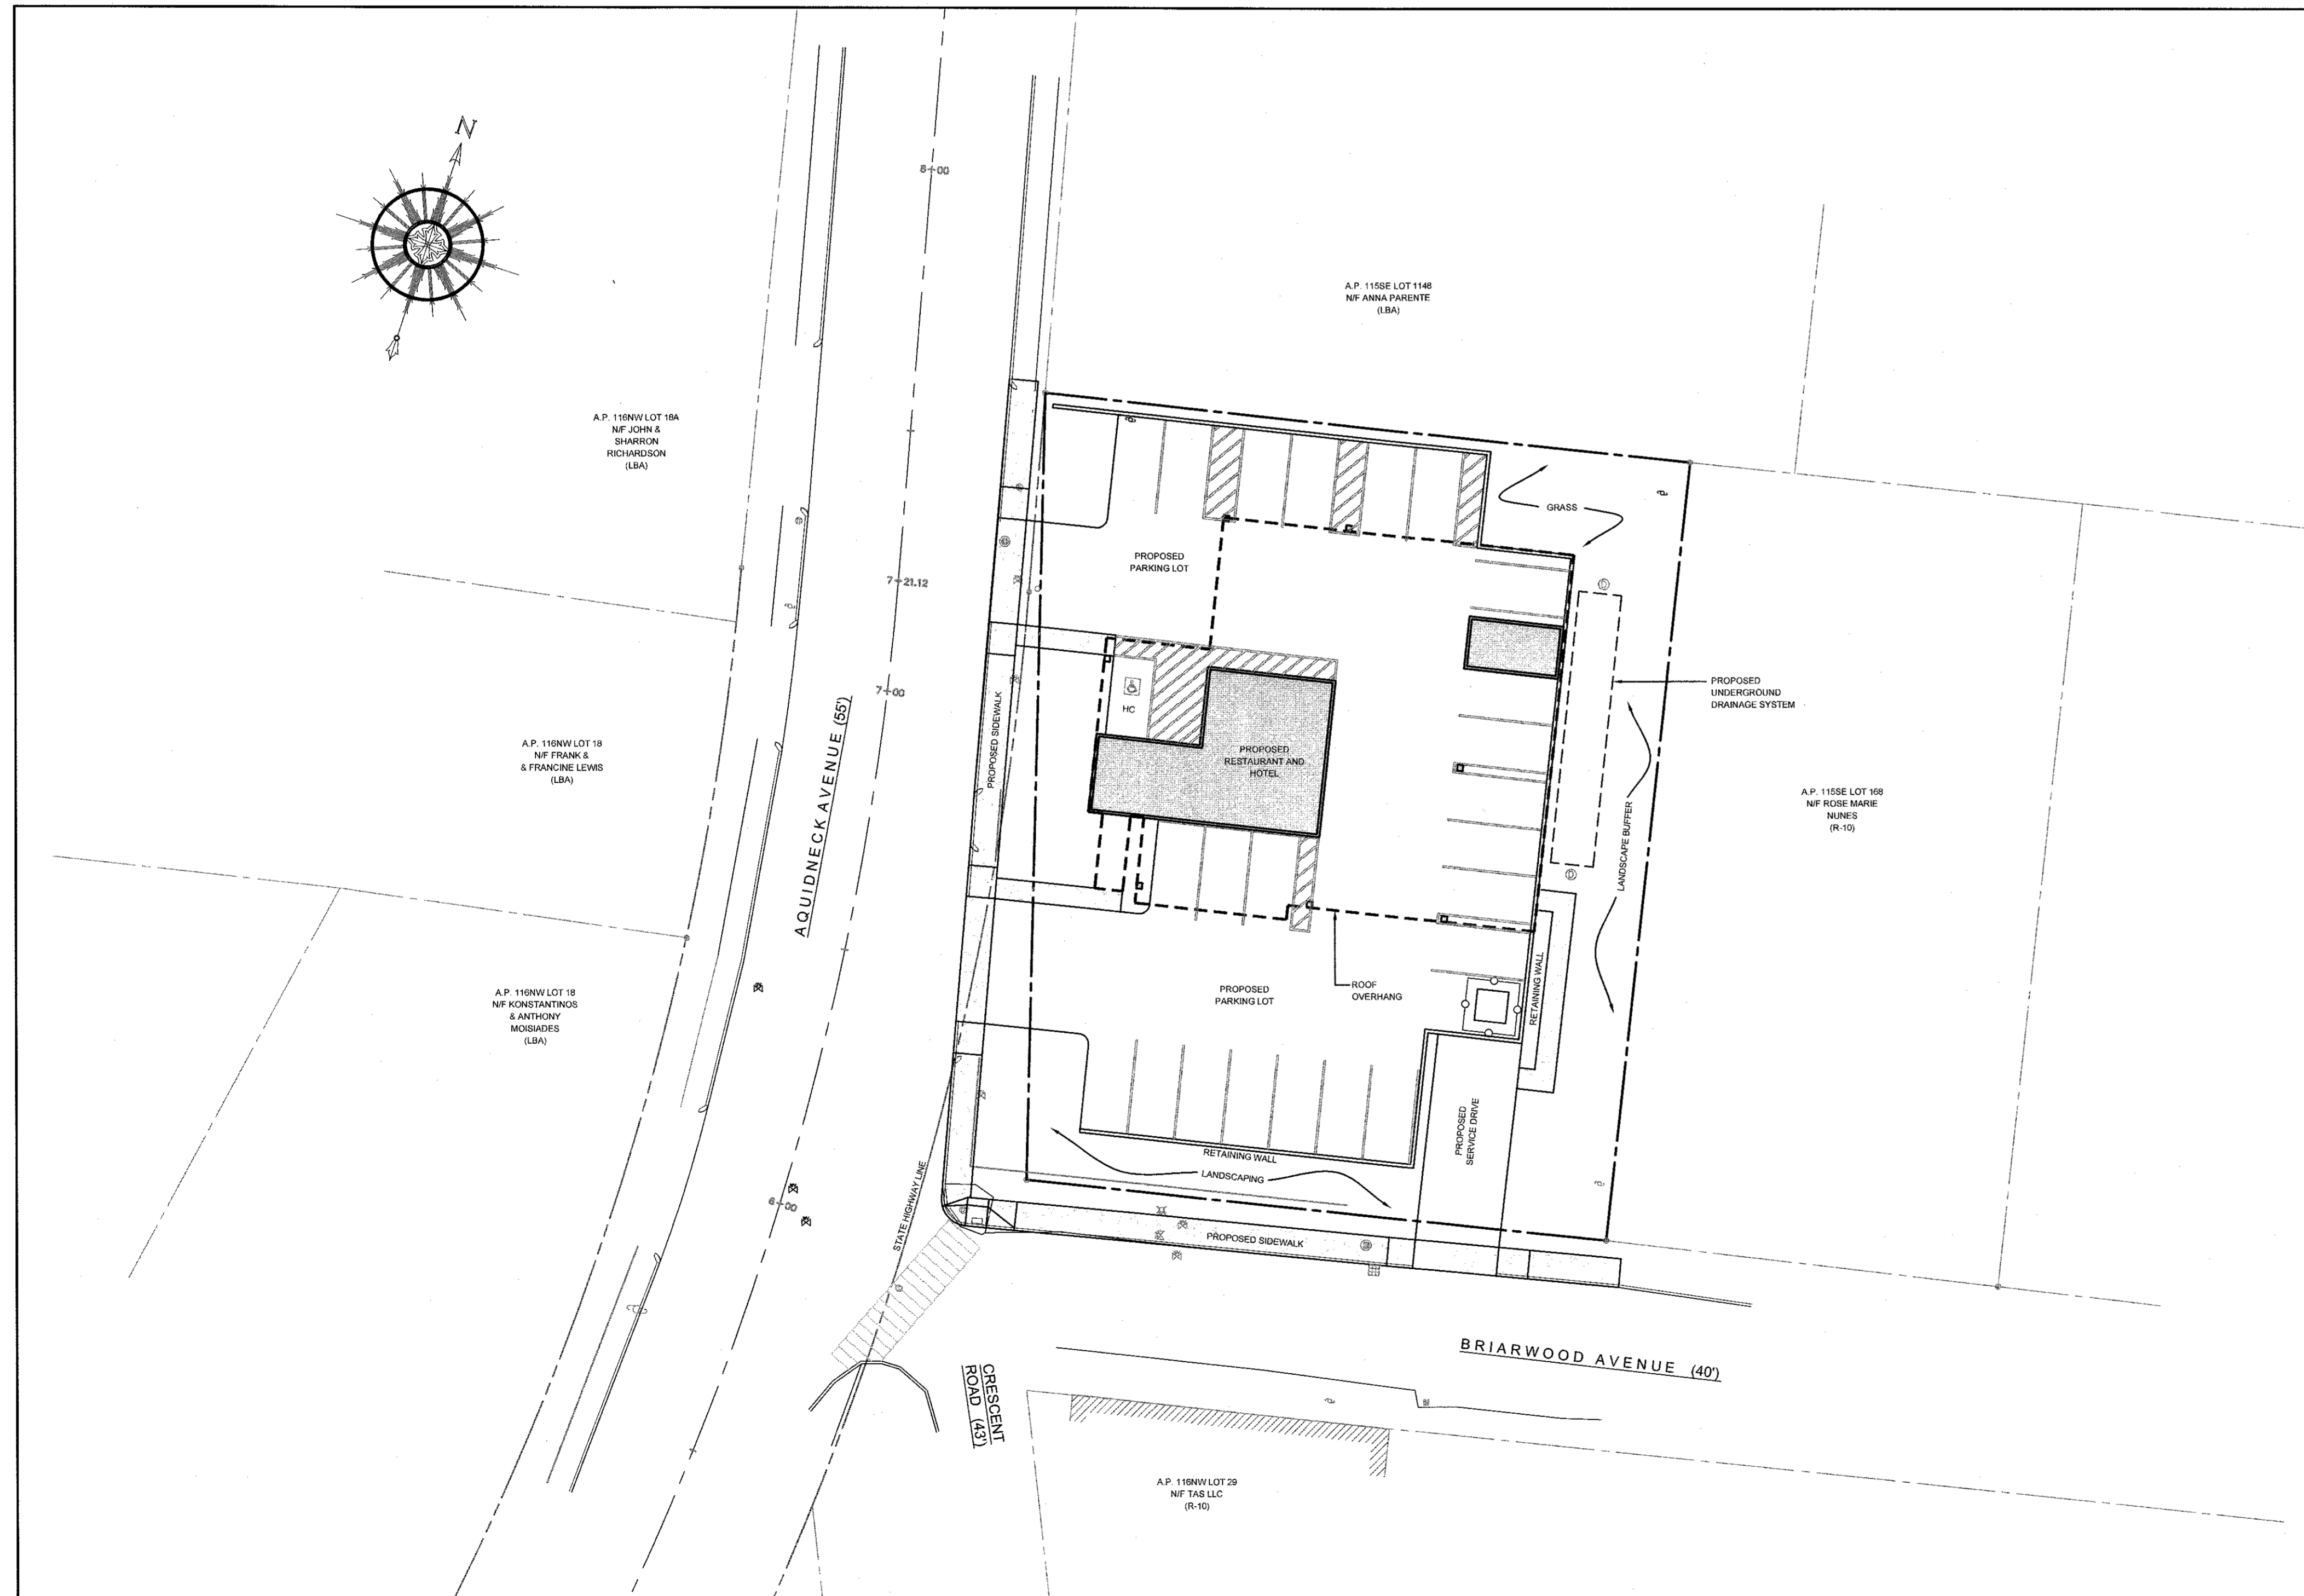 N
8+00
A.P. 115SE LOT 1148
N/F ANNA PARENTE
(LBA)
A.P. 116NW LOT 18A
N/F JOHN &
SHARRON
RICHARDSON
(LBA)
GRASS
PROPOSED
PARKING LOT
7+21.12
7+00
HC
PROPOSED
UNDERGROUND
DRAINAGE SYSTEM
AQUIDNECK AVENUE (55')
PROPOSED SIDEWALK
A.P. 116NW LOT 18
N/F FRANK &
& FRANCINE LEWIS
(LBA)
PROPOSED
RESTAURANT AND
HOTEL
LANDSCAPE BUFFER
A.P. 115SE LOT 168
N/F ROSE MARIE
NUNES
(R-10)
A.P. 116NW LOT 18
N/F KONSTANTINOS
& ANTHONY
MOISIADES
(LBA)
PROPOSED
PARKING LOT
ROOF
OVERHANG
RETAINING WALL
PROPOSED
SERVICE DRIVE
RETAINING WALL
LANDSCAPING
6+00
STATE HIGHWAY LINE
PROPOSED SIDEWALK
BRIARWOOD AVENUE (40')
CRESCENT
ROAD (43')
A.P. 116NW LOT 29
N/F TAS LLC
(R-10)